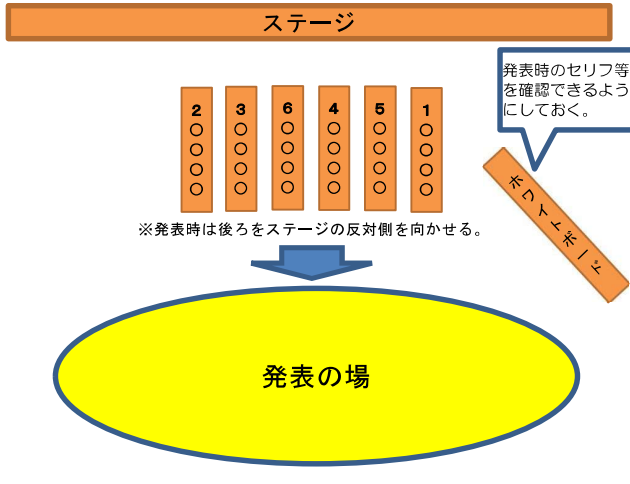 ステージ
発表時のセリフ等
を確認できるよう
にしておく。
2 3 6 4 5 1
○ ○ ○ ○ ○ ○
○ ○ ○ ○ ○ ○
○ ○ ○ ○ ○ ○
○ ○ ○ ○ ○ ○
ホワイトボード
※発表時は後ろをステージの反対側を向かせる。
発表の場